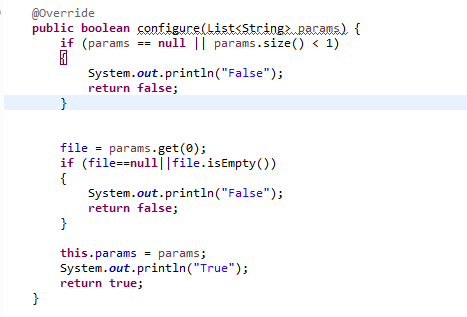 @Override
public boolean configure(List<String> params) {
    if (params == null || params.size() < 1)
    {
        System.out.println("False");
        return false;
    }
    file = params.get(0);
    if (file==null||file.isEmpty())
    {
        System.out.println("False");
        return false;
    }
    this.params = params;
    System.out.println("True");
    return true;
}